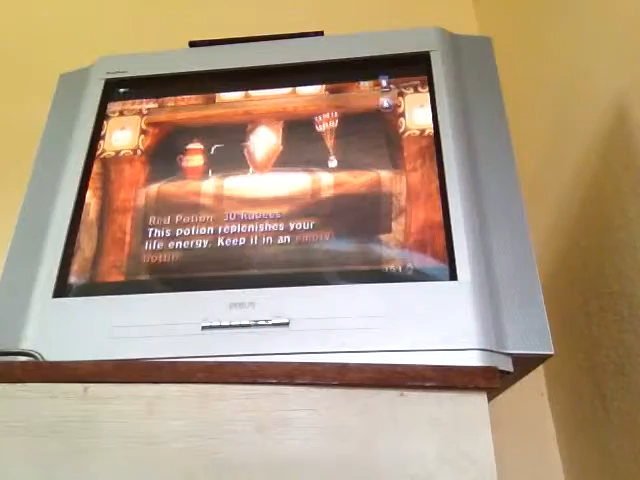 Red Potion 30 Rupees
This potion replenishes your
life energy. Keep it in an empty
bottle.